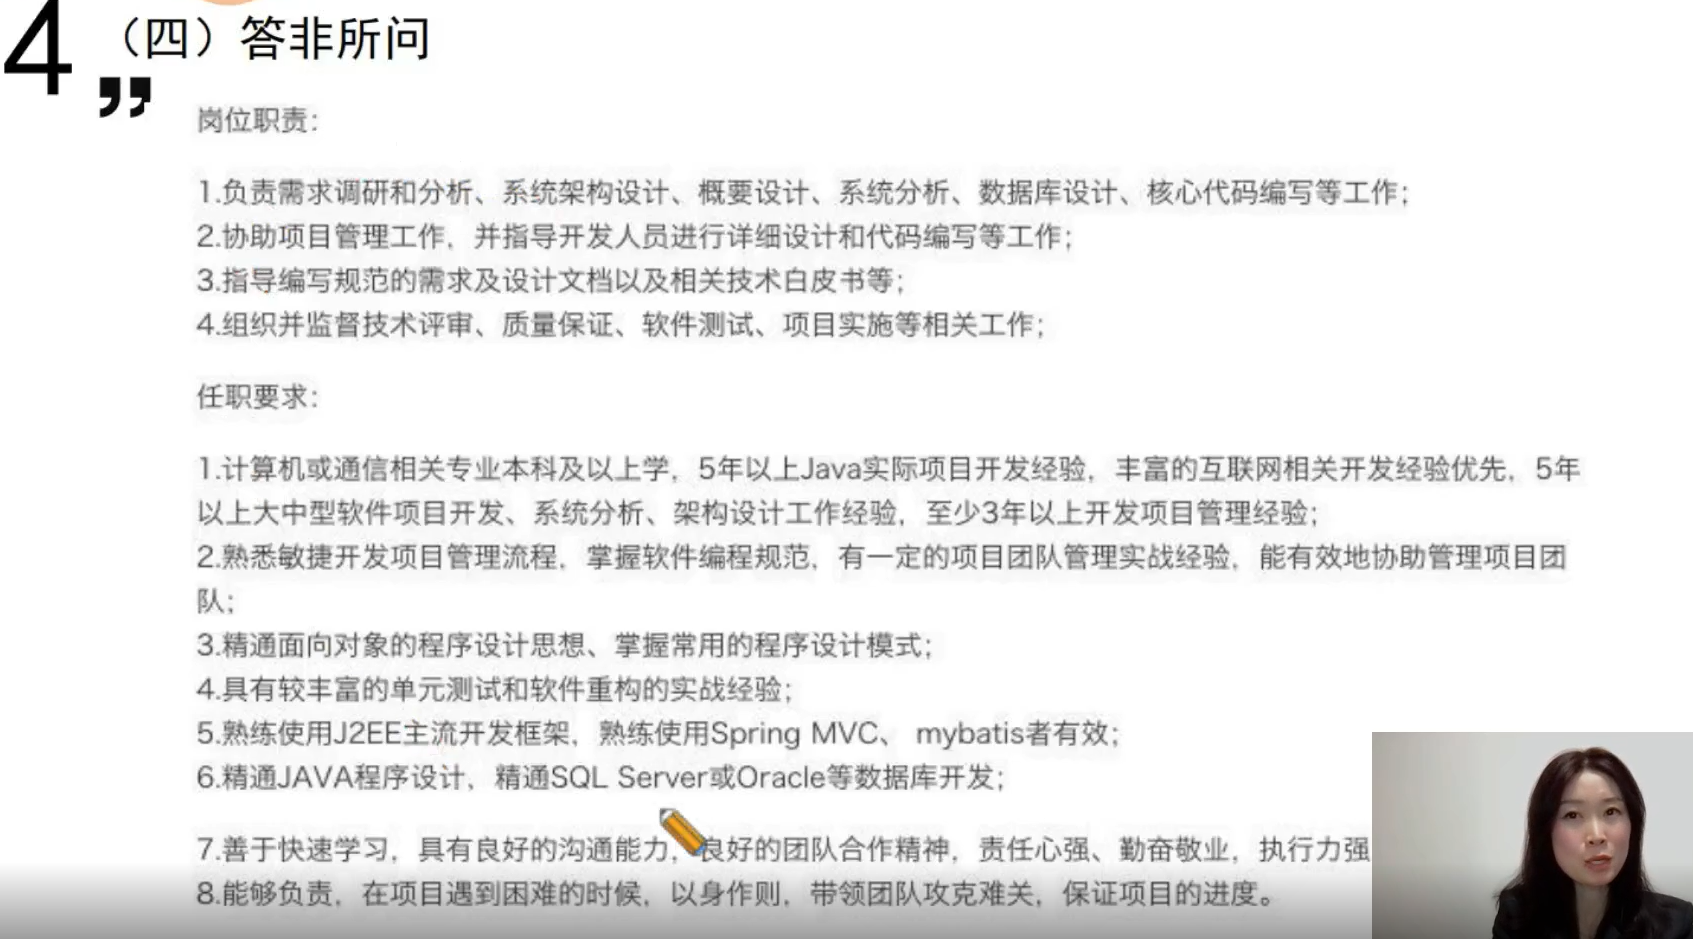 4 （四）答非所问
”
岗位职责：
1.负责需求调研和分析、系统架构设计、概要设计、系统分析、数据库设计、核心代码编写等工作；
2.协助项目管理工作，并指导开发人员进行详细设计和代码编写等工作；
3.指导编写规范的需求及设计文档以及相关技术白皮书等；
4.组织并监督技术评审、质量保证、软件测试、项目实施等相关工作；
任职要求：
1.计算机或通信相关专业本科及以上学，5年以上Java实际项目开发经验，丰富的互联网相关开发经验优先，5年
以上大中型软件项目开发、系统分析、架构设计工作经验，至少3年以上开发项目管理经验；
2.熟悉敏捷开发项目管理流程，掌握软件编程规范，有一定的项目团队管理实战经验，能有效地协助管理项目团
队；
3.精通面向对象的程序设计思想、掌握常用的程序设计模式；
4.具有较丰富的单元测试和软件重构的实战经验；
5.熟练使用J2EE主流开发框架，熟练使用Spring MVC、 mybatis者有效；
6.精通JAVA程序设计，精通SQL Server或Oracle等数据库开发；
7.善于快速学习，具有良好的沟通能力，良好的团队合作精神，责任心强、勤奋敬业，执行力强
8.能够负责，在项目遇到困难的时候，以身作则，带领团队攻克难关，保证项目的进度。